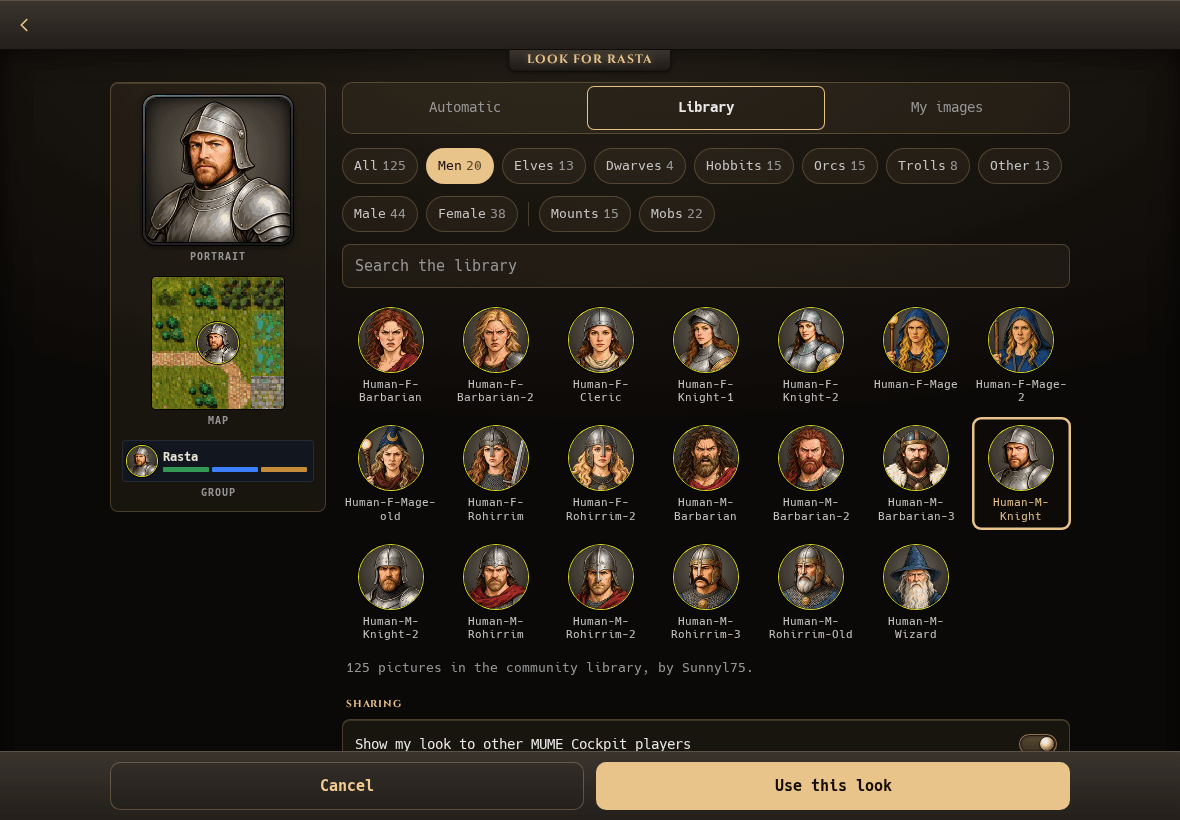 LOOK FOR RASTA
Automatic
Library
My images
All 125
Men 20
Elves 13
Dwarves 4
Hobbits 15
Orcs 15
Trolls 8
Other 13
Male 44
Female 38
Mounts 15
Mobs 22
Search the library
PORTRAIT
MAP
Rasta
GROUP
Human-F-
Barbarian
Human-F-
Barbarian-2
Human-F-
Cleric
Human-F-
Knight-1
Human-F-
Knight-2
Human-F-Mage
Human-F-Mage-
2
Human-F-Mage-
old
Human-F-
Rohirrim
Human-F-
Rohirrim-2
Human-M-
Barbarian
Human-M-
Barbarian-2
Human-M-
Barbarian-3
Human-M-
Knight
Human-M-
Knight-2
Human-M-
Rohirrim
Human-M-
Rohirrim-2
Human-M-
Rohirrim-3
Human-M-
Rohirrim-Old
Human-M-
Wizard
125 pictures in the community library, by Sunnyl75.
SHARING
Show my look to other MUME Cockpit players
Cancel
Use this look